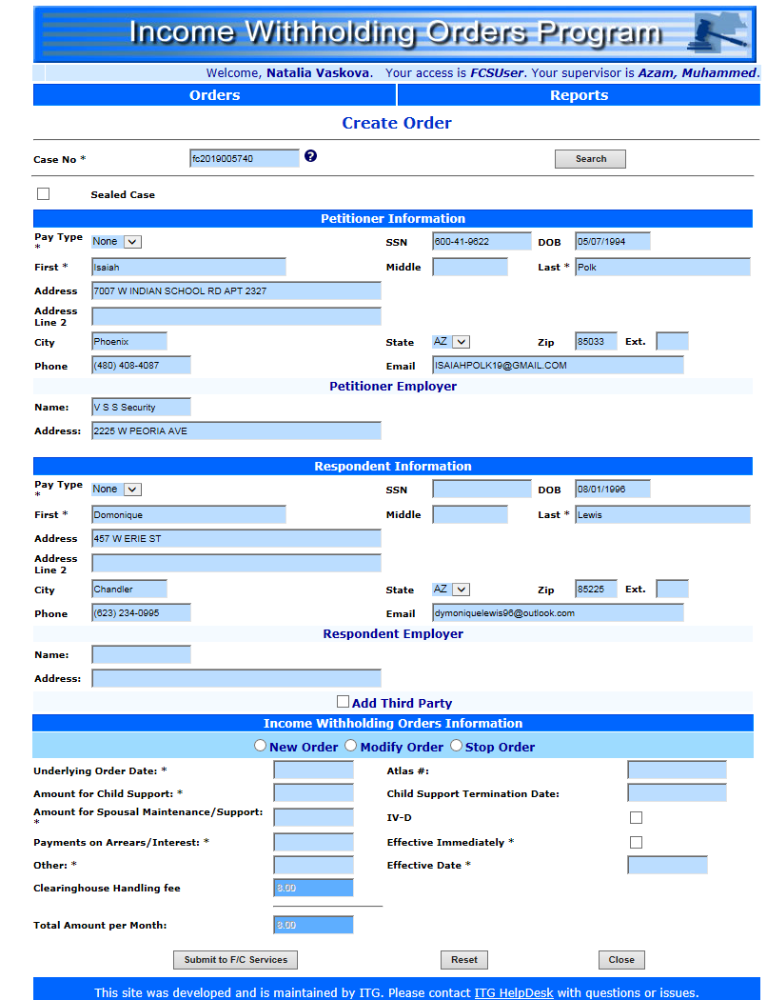 Income Withholding Orders Program
Welcome, Natalia Vaskova. Your access is FCSUser. Your supervisor is Azam, Muhammed.
Orders Reports
Create Order
Case No * fc2019005740 ? Search
Sealed Case
Petitioner Information
Pay Type * None SSN 600-41-9622 DOB 05/07/1994
First * Isaiah Middle Last * Polk
Address 7007 W INDIAN SCHOOL RD APT 2327
Address Line 2
City Phoenix State AZ Zip 85033 Ext.
Phone (480) 408-4087 Email ISAIAHPOLK19@GMAIL.COM
Petitioner Employer
Name: V S S Security
Address: 2225 W PEORIA AVE
Respondent Information
Pay Type * None SSN DOB 08/01/1996
First * Domonique Middle Last * Lewis
Address 457 W ERIE ST
Address Line 2
City Chandler State AZ Zip 85225 Ext.
Phone (623) 234-0995 Email dymoniquelewis96@outlook.com
Respondent Employer
Name:
Address:
Add Third Party
Income Withholding Orders Information
New Order Modify Order Stop Order
Underlying Order Date: * Atlas #:
Amount for Child Support: * Child Support Termination Date:
Amount for Spousal Maintenance/Support: * IV-D
Payments on Arrears/Interest: * Effective Immediately *
Other: * Effective Date *
Clearinghouse Handling fee 8.00
Total Amount per Month: 8.00
Submit to F/C Services Reset Close
This site was developed and is maintained by ITG. Please contact ITG HelpDesk with questions or issues.